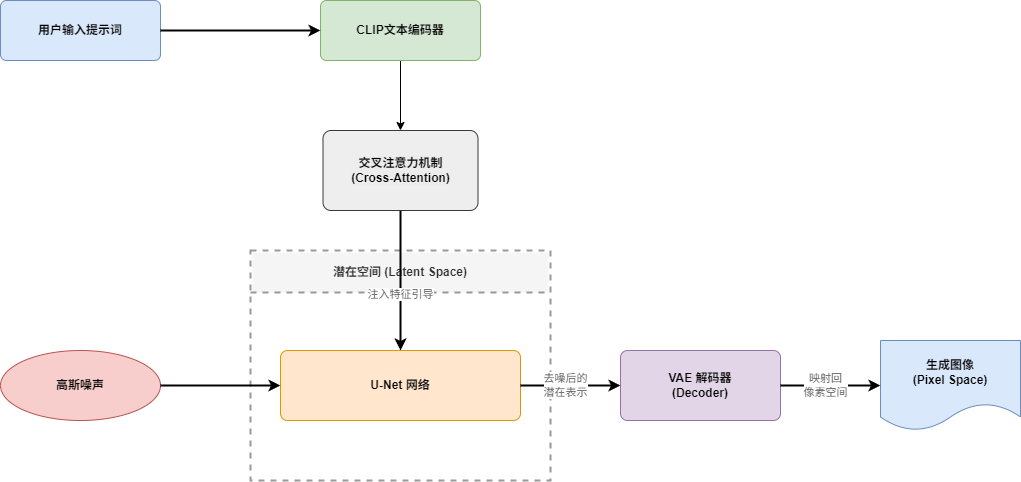 用户输入提示词
CLIP文本编码器
交叉注意力机制
(Cross-Attention)
潜在空间 (Latent Space)
注入特征引导
高斯噪声
U-Net 网络
去噪后的
潜在表示
VAE 解码器
(Decoder)
映射回
像素空间
生成图像
(Pixel Space)